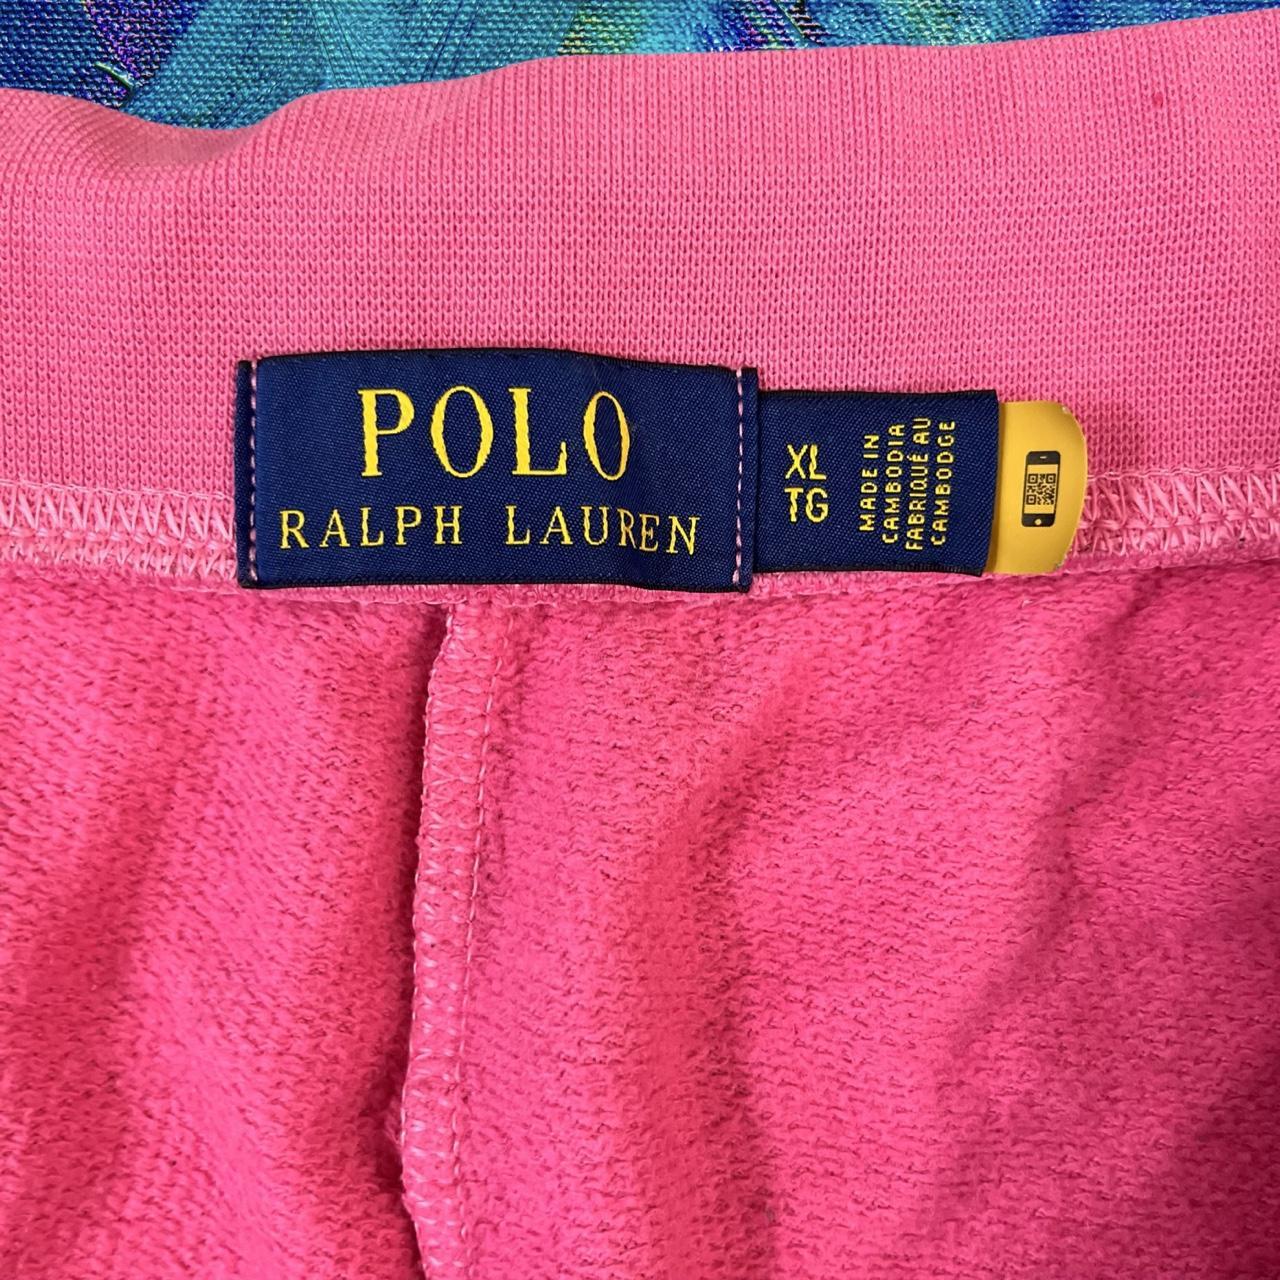 POLO
RALPH LAUREN
XL
TG
MADE IN
CAMBODIA
FABRIQUÉ AU
CAMBODGE